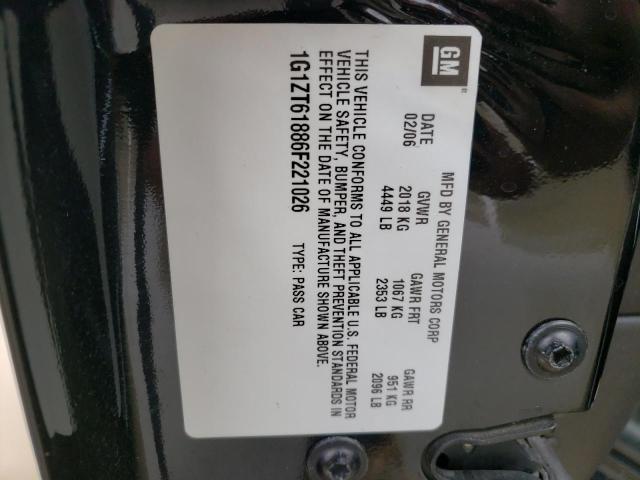 GM
MFD BY GENERAL MOTORS CORP
DATE GVWR GAWR FRT GAWR RR
02/06 2018 KG 1067 KG 951 KG
4449 LB 2353 LB 2096 LB
THIS VEHICLE CONFORMS TO ALL APPLICABLE U.S. FEDERAL MOTOR
VEHICLE SAFETY, BUMPER, AND THEFT PREVENTION STANDARDS IN
EFFECT ON THE DATE OF MANUFACTURE SHOWN ABOVE.
1G1ZT61886F221026 TYPE: PASS CAR